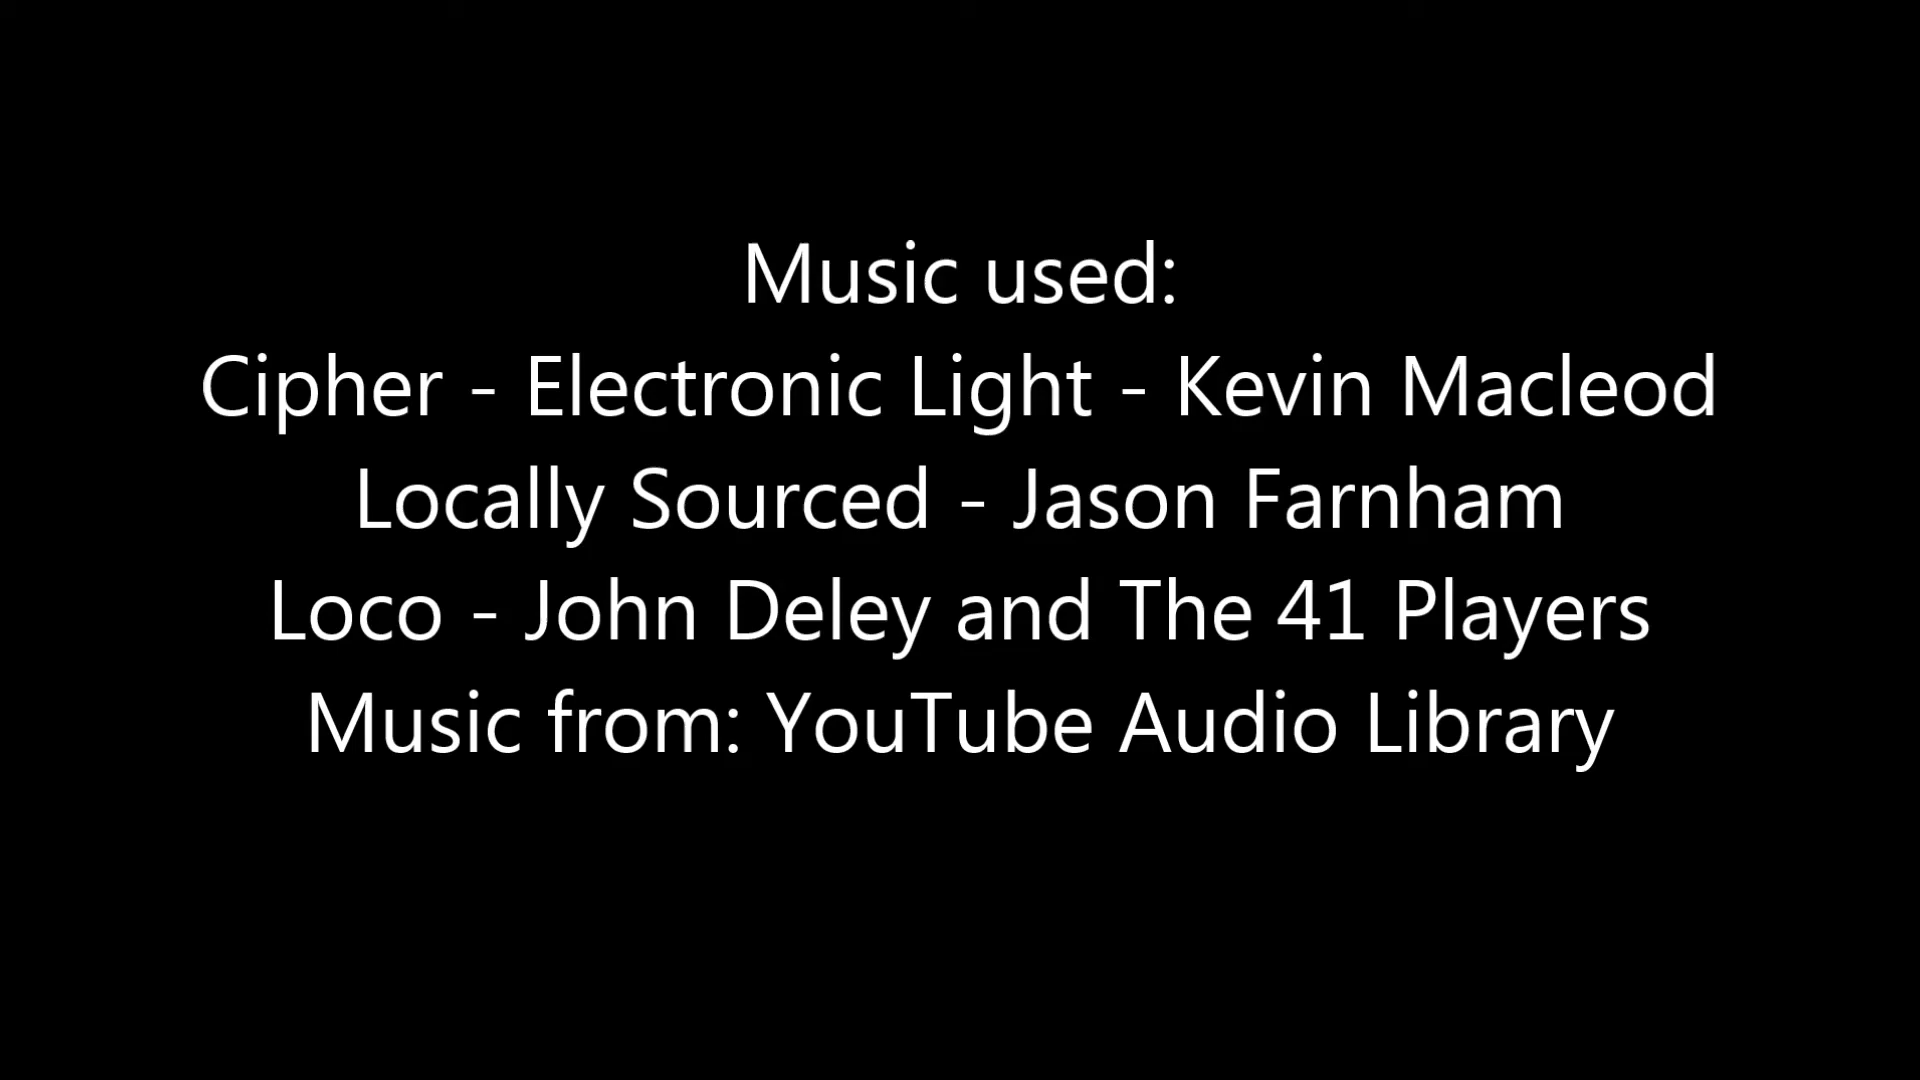 Music used:
Cipher - Electronic Light - Kevin Macleod
Locally Sourced - Jason Farnham
Loco - John Deley and The 41 Players
Music from: YouTube Audio Library